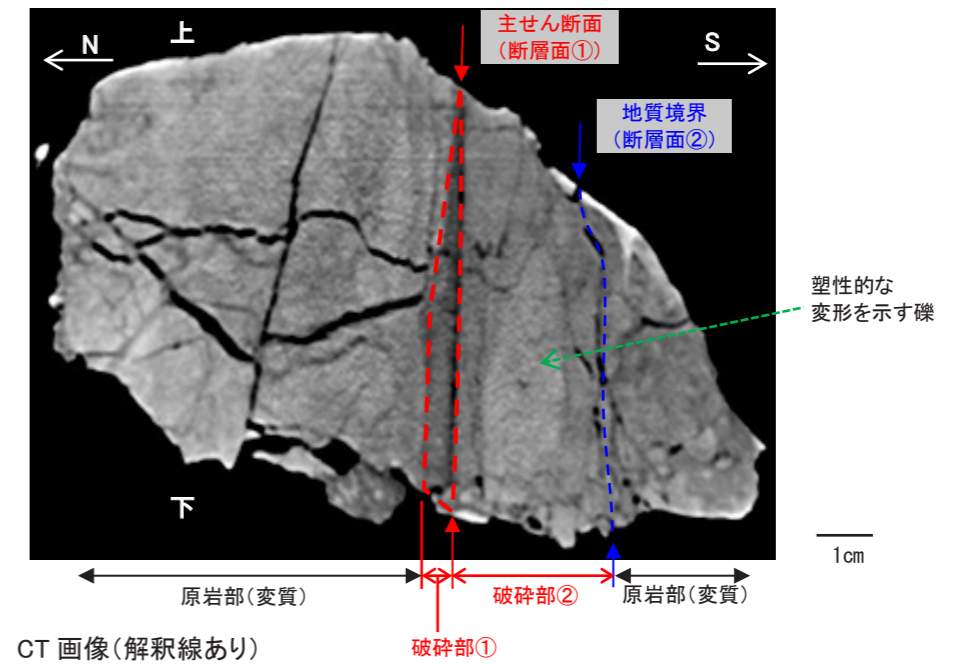 主せん断面
(断層面①)
上
N
S
地質境界
(断層面②)
塑性的な
変形を示す礫
下
1cm
原岩部(変質)
破砕部②
原岩部(変質)
破砕部①
CT 画像(解釈線あり)